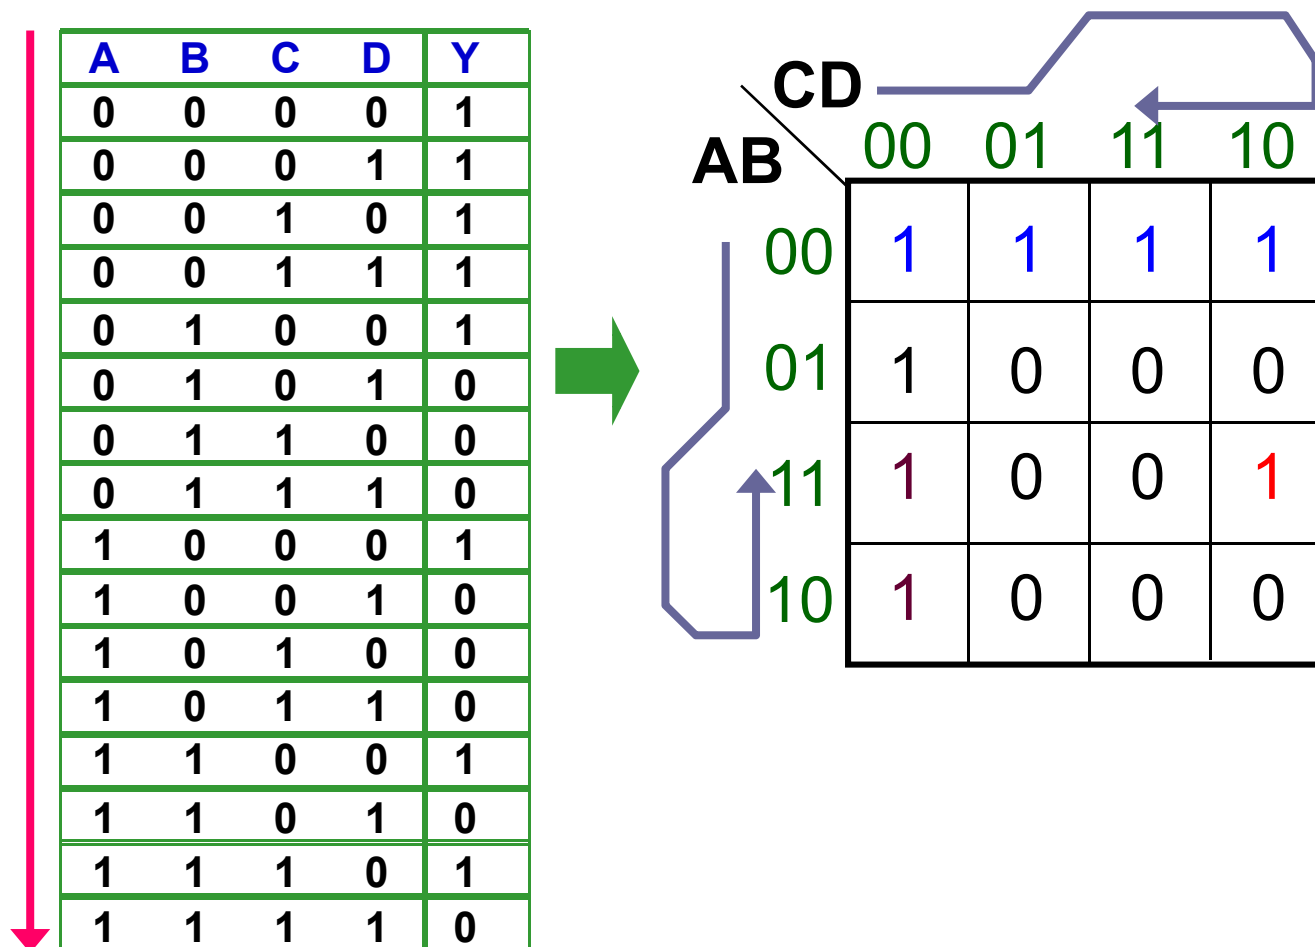 A B C D Y
0 0 0 0 1
0 0 0 1 1
0 0 1 0 1
0 0 1 1 1
0 1 0 0 1
0 1 0 1 0
0 1 1 0 0
0 1 1 1 0
1 0 0 0 1
1 0 0 1 0
1 0 1 0 0
1 0 1 1 0
1 1 0 0 1
1 1 0 1 0
1 1 1 0 1
1 1 1 1 0
CD
AB
00 01 11 10
00 1 1 1 1
01 1 0 0 0
11 1 0 0 1
10 1 0 0 0